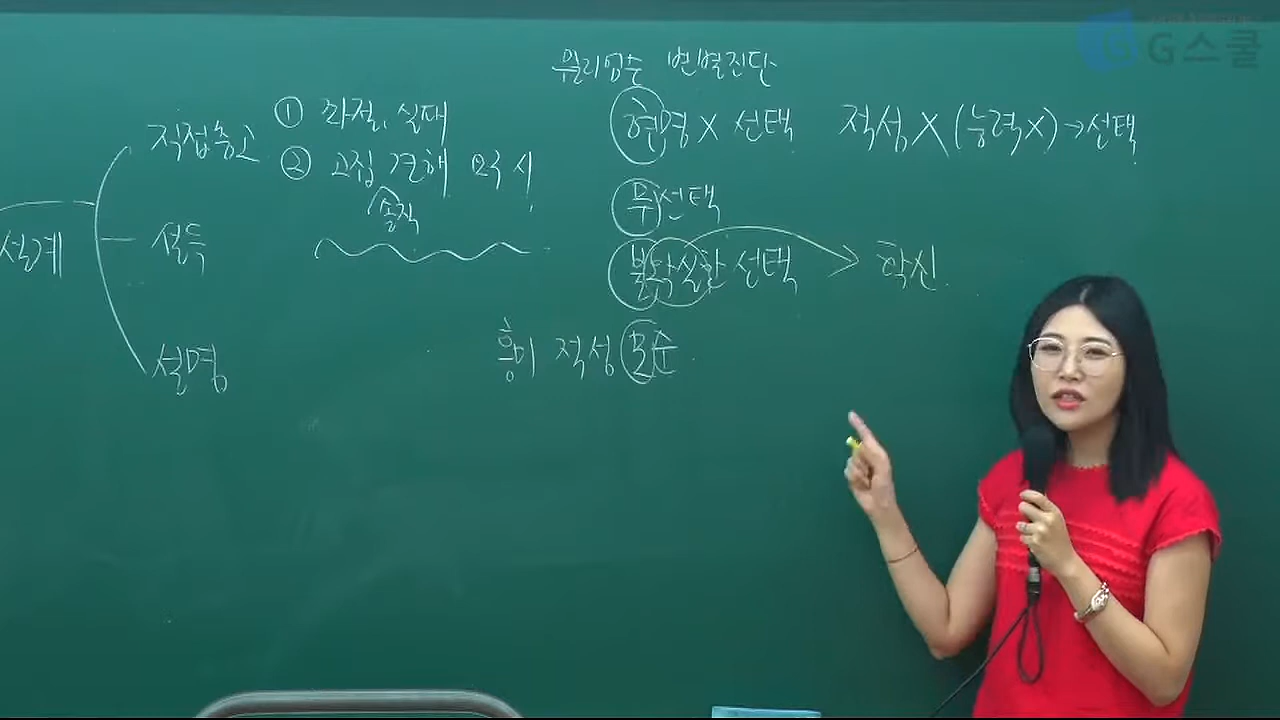 G스쿨
윌리암슨 변별진단
직접충고
① 좌절, 실패
② 고집 견해 요구 시
솔직
설계
설득
설명
현명X 선택 적성X(능력X)→선택
무선택
불확실한 선택 → 확신
흥미 적성 모순